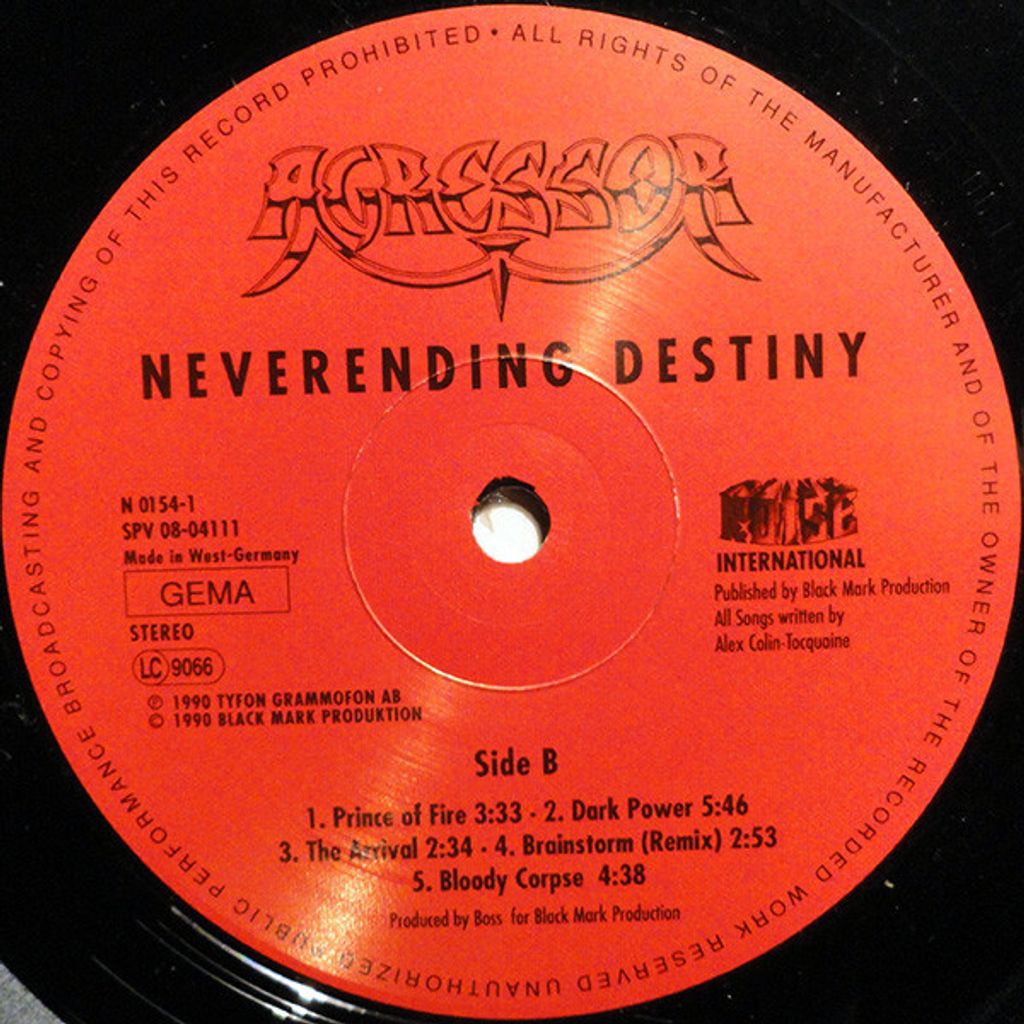 ALL RIGHTS OF THE MANUFACTURER AND OF THE OWNER OF THE RECORDED WORK RESERVED UNAUTHORIZED PUBLIC PERFORMANCE BROADCASTING AND COPYING OF THIS RECORD PROHIBITED •
AGRESSOR
NEVERENDING DESTINY
N 0154-1
SPV 08-04111
Made in West-Germany
GEMA
STEREO
LC 9066
℗ 1990 TYFON GRAMMOFON AB
© 1990 BLACK MARK PRODUKTION
NOISE
INTERNATIONAL
Published by Black Mark Production
All Songs written by
Alex Colin-Tocquaine
Side B
1. Prince of Fire 3:33 - 2. Dark Power 5:46
3. The Arrival 2:34 - 4. Brainstorm (Remix) 2:53
5. Bloody Corpse 4:38
Produced by Boss for Black Mark Production